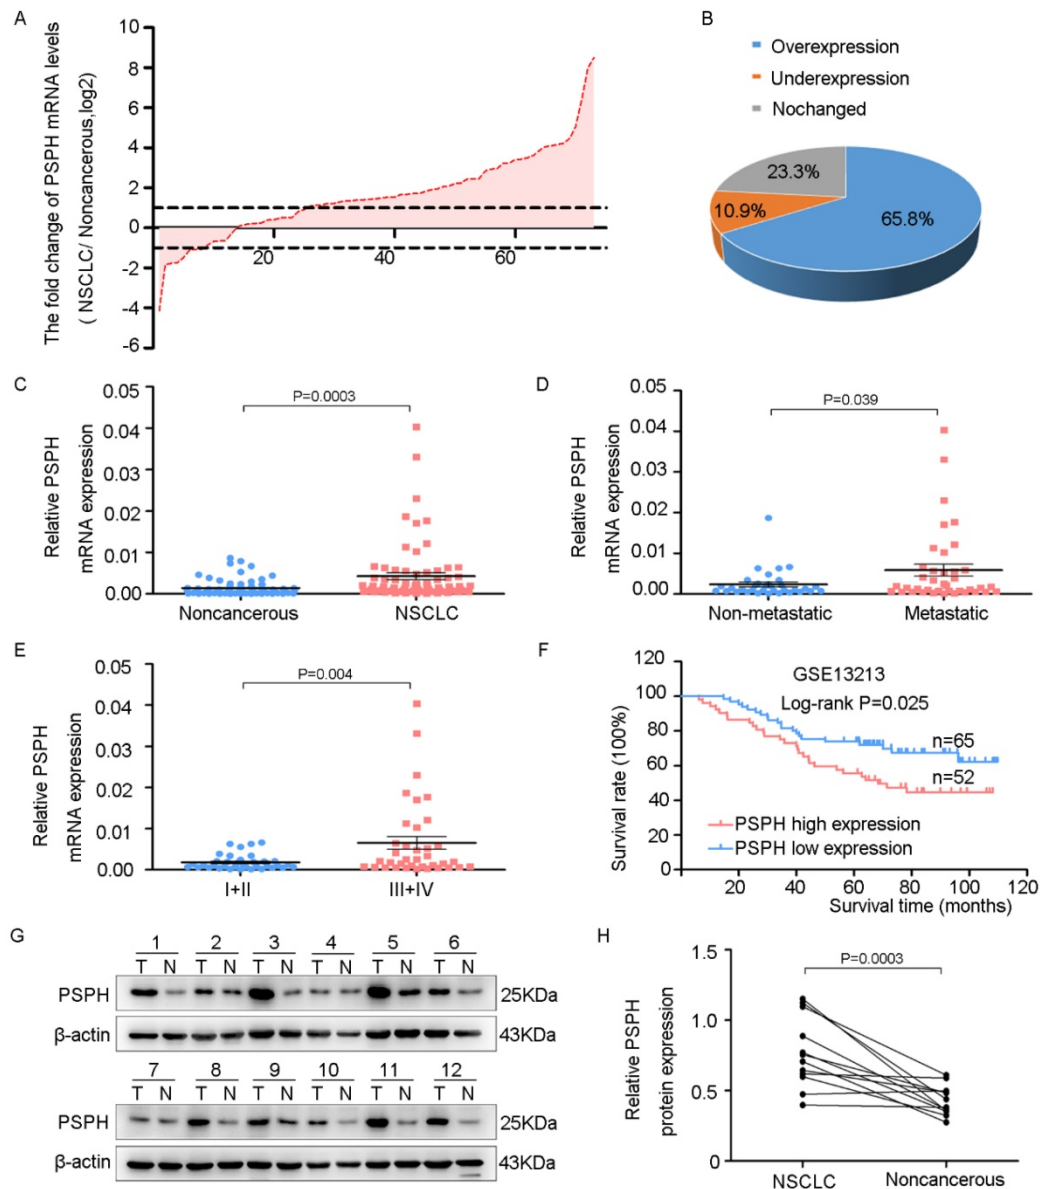 A
The fold change of PSPH mRNA levels
( NSCLC/ Noncancerous,log2)
10
8
6
4
2
0
-2
-4
-6
20
40
60
B
Overexpression
Underexpression
Nochanged
23.3%
10.9%
65.8%
C
Relative PSPH
mRNA expression
0.05
0.04
0.03
0.02
0.01
0.00
P=0.0003
Noncancerous
NSCLC
D
Relative PSPH
mRNA expression
0.05
0.04
0.03
0.02
0.01
0.00
P=0.039
Non-metastatic
Metastatic
E
Relative PSPH
mRNA expression
0.05
0.04
0.03
0.02
0.01
0.00
P=0.004
I+II
III+IV
F
Survival rate (100%)
120
100
80
60
40
20
0
GSE13213
Log-rank P=0.025
n=65
n=52
PSPH high expression
PSPH low expression
20
40
60
80
100
120
Survival time (months)
G
1 2 3 4 5 6
T N T N T N T N T N T N
PSPH 25KDa
β-actin 43KDa
7 8 9 10 11 12
T N T N T N T N T N T N
PSPH 25KDa
β-actin 43KDa
H
Relative PSPH
protein expression
1.5
1.0
0.5
0
P=0.0003
NSCLC
Noncancerous